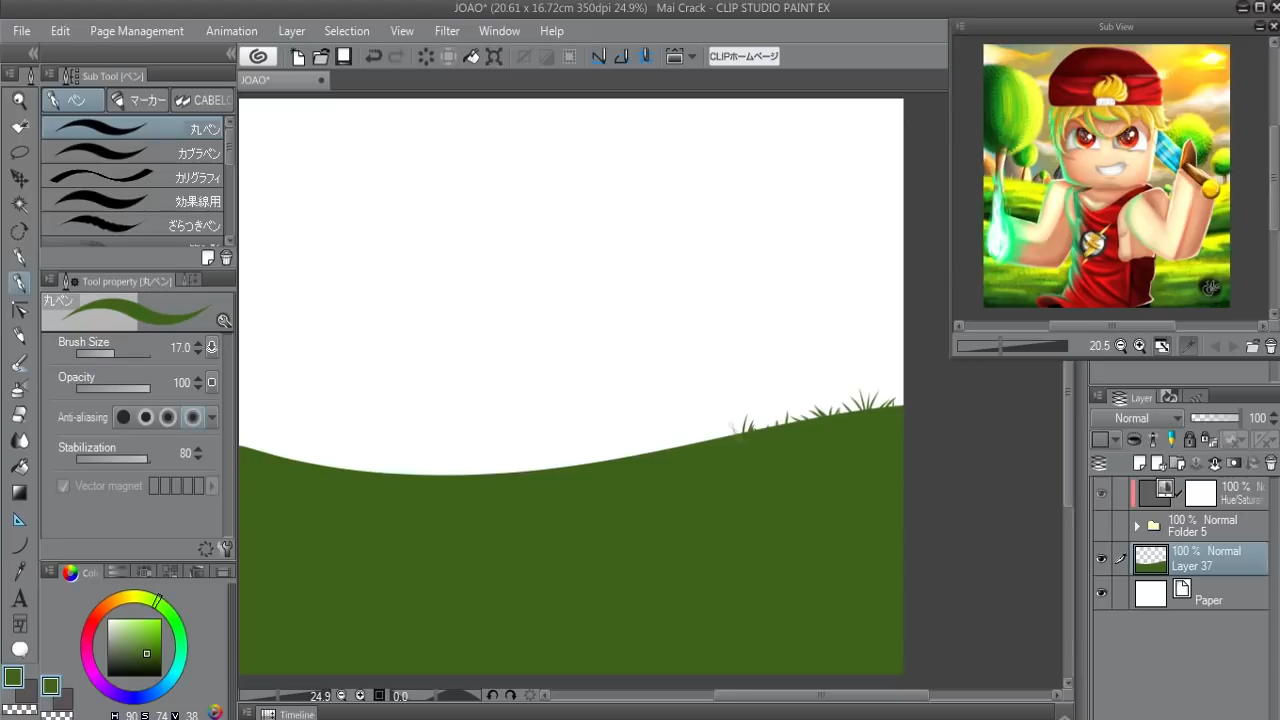 JOAO* (20.61 x 16.72cm 350dpi 24.9%)  Mai Crack - CLIP STUDIO PAINT EX
Sub View
File Edit Page Management Animation Layer Selection View Filter Window Help
CLIPホームページ
Sub Tool [ペン]
JOAO*
ペン マーカー CABELC
丸ペン
カブラペン
カリグラフィ
効果線用
ざらつきペン
Tool property [丸ペン]
丸ペン
Brush Size 17.0
Opacity 100
Anti-aliasing
Stabilization 80
Vector magnet
20.5
Layer
Normal 100
100 % No
Hue/Satura
100 % Normal
Folder 5
100 % Normal
Layer 37
Paper
Col
H 90 S 74 V 38
24.9 0.0
Timeline